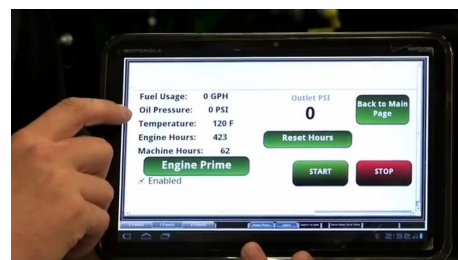 MOTOROLA
Fuel Usage: 0 GPH
Oil Pressure: 0 PSI
Temperature: 120 F
Engine Hours: 423
Machine Hours: 62
Engine Prime
Enabled
Outlet PSI
0
Reset Hours
Back to Main
Page
START
STOP